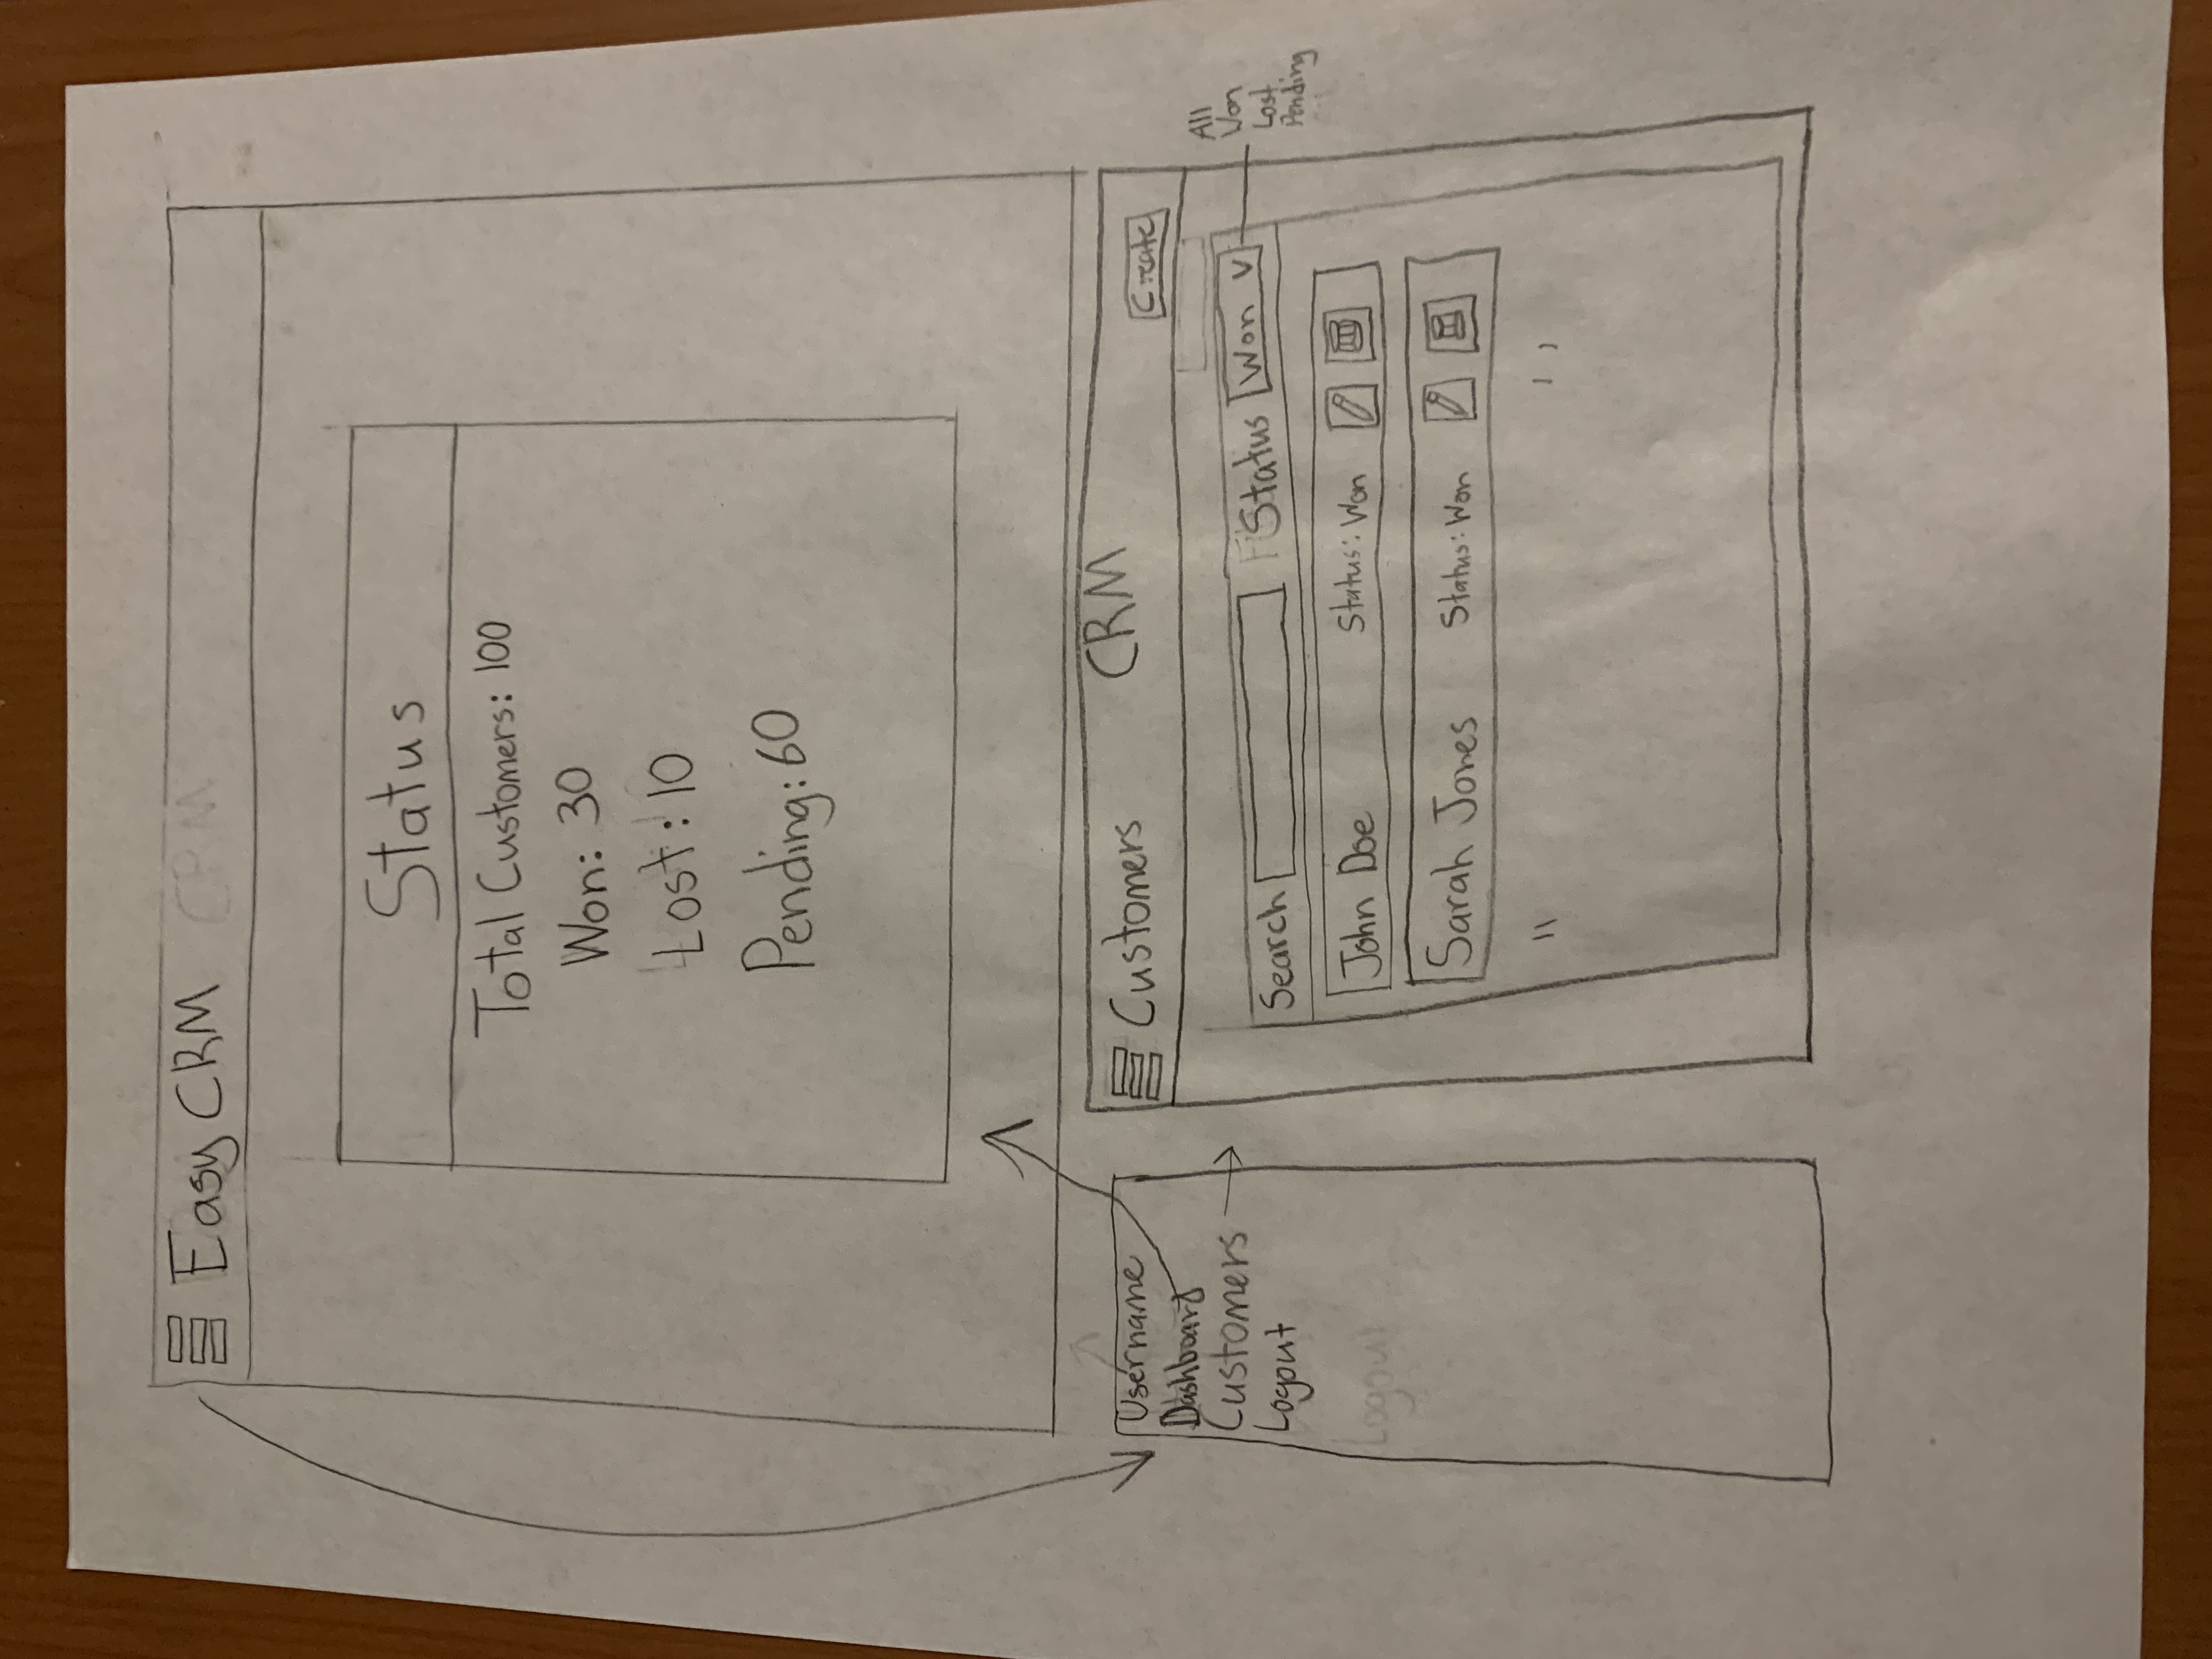 Easy CRM
Status
Total Customers: 100
Won: 30
Lost: 10
Pending: 60
Username
Dashboard
Customers
Logout
Logout
Customers CRM Create
Search Status Won v
All
Won
Lost
Pending
John Doe Status: Won
Sarah Jones Status: Won